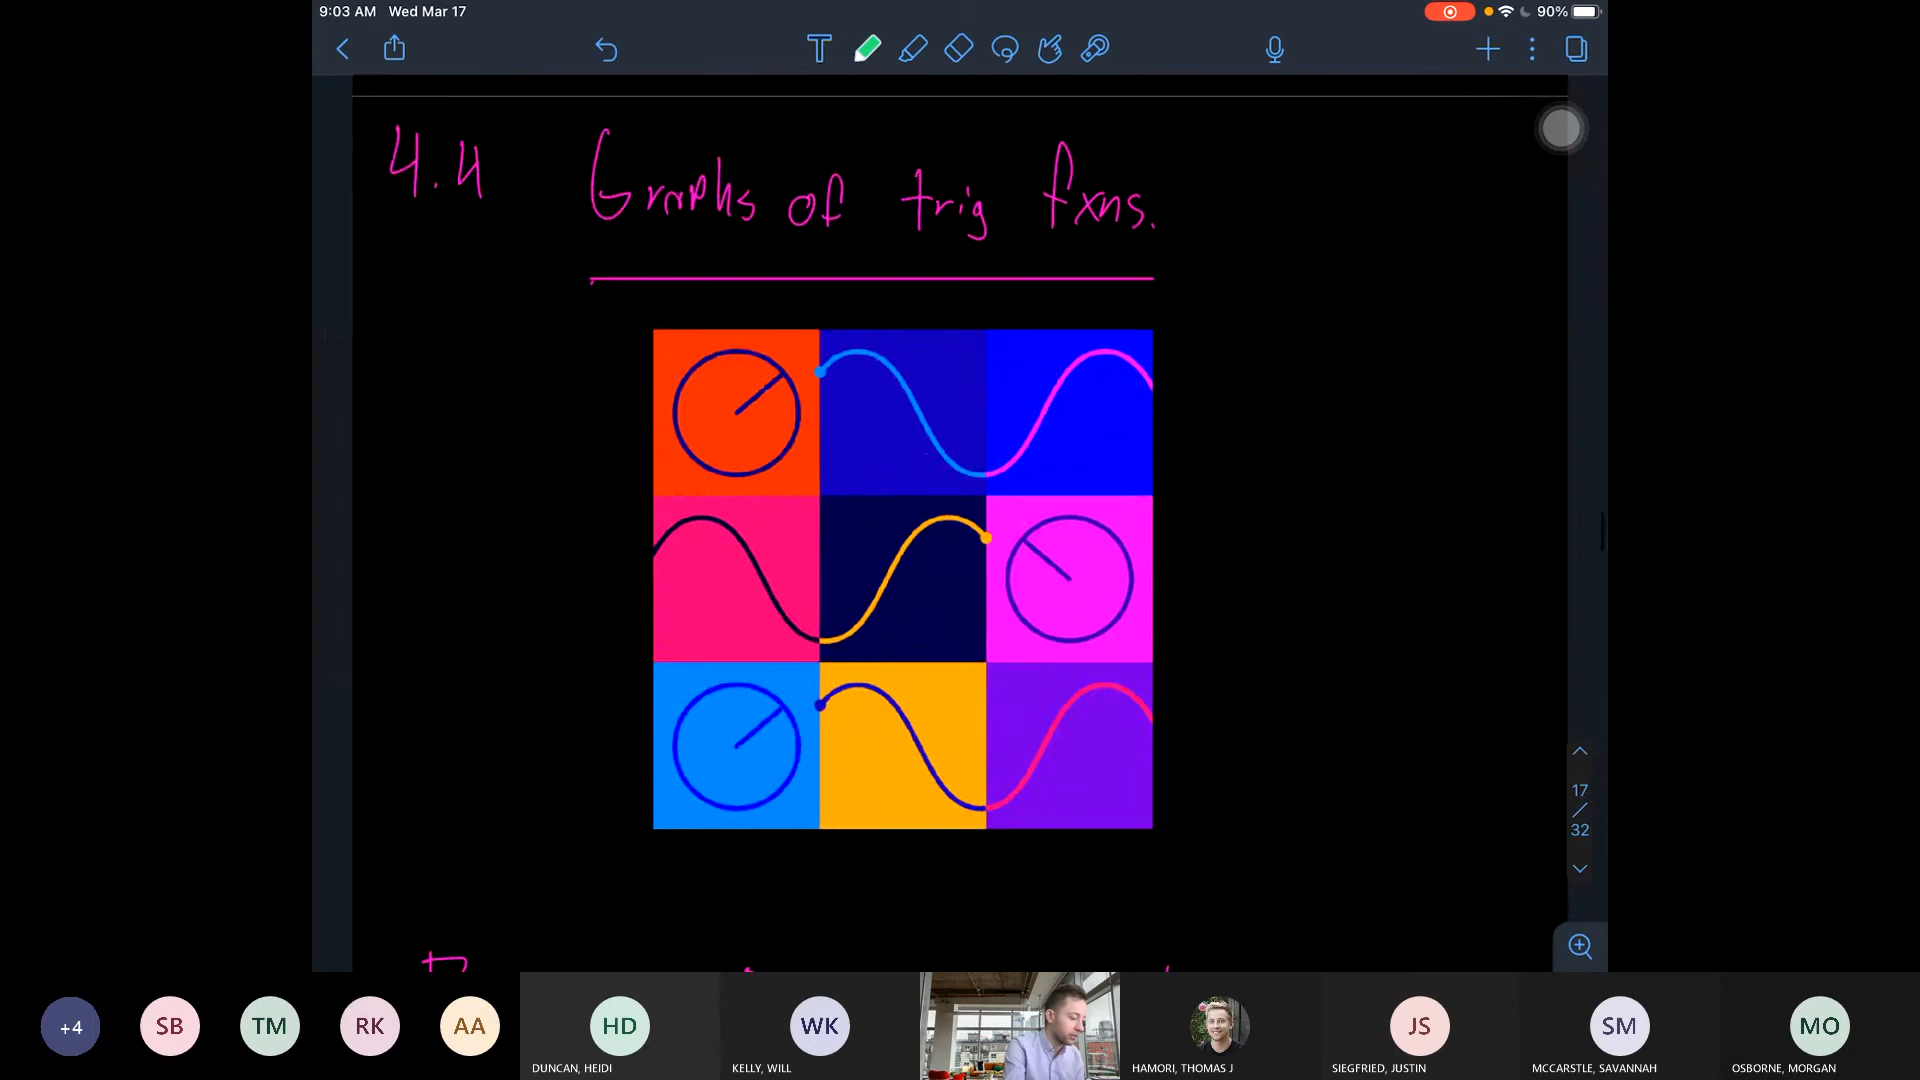 9:03 AM Wed Mar 17
90%
4.4 Graphs of trig fxns.
17
/
32
+4
SB
TM
RK
AA
HD
WK
JS
SM
MO
DUNCAN, HEIDI
KELLY, WILL
HAMORI, THOMAS J
SIEGFRIED, JUSTIN
MCCARSTLE, SAVANNAH
OSBORNE, MORGAN